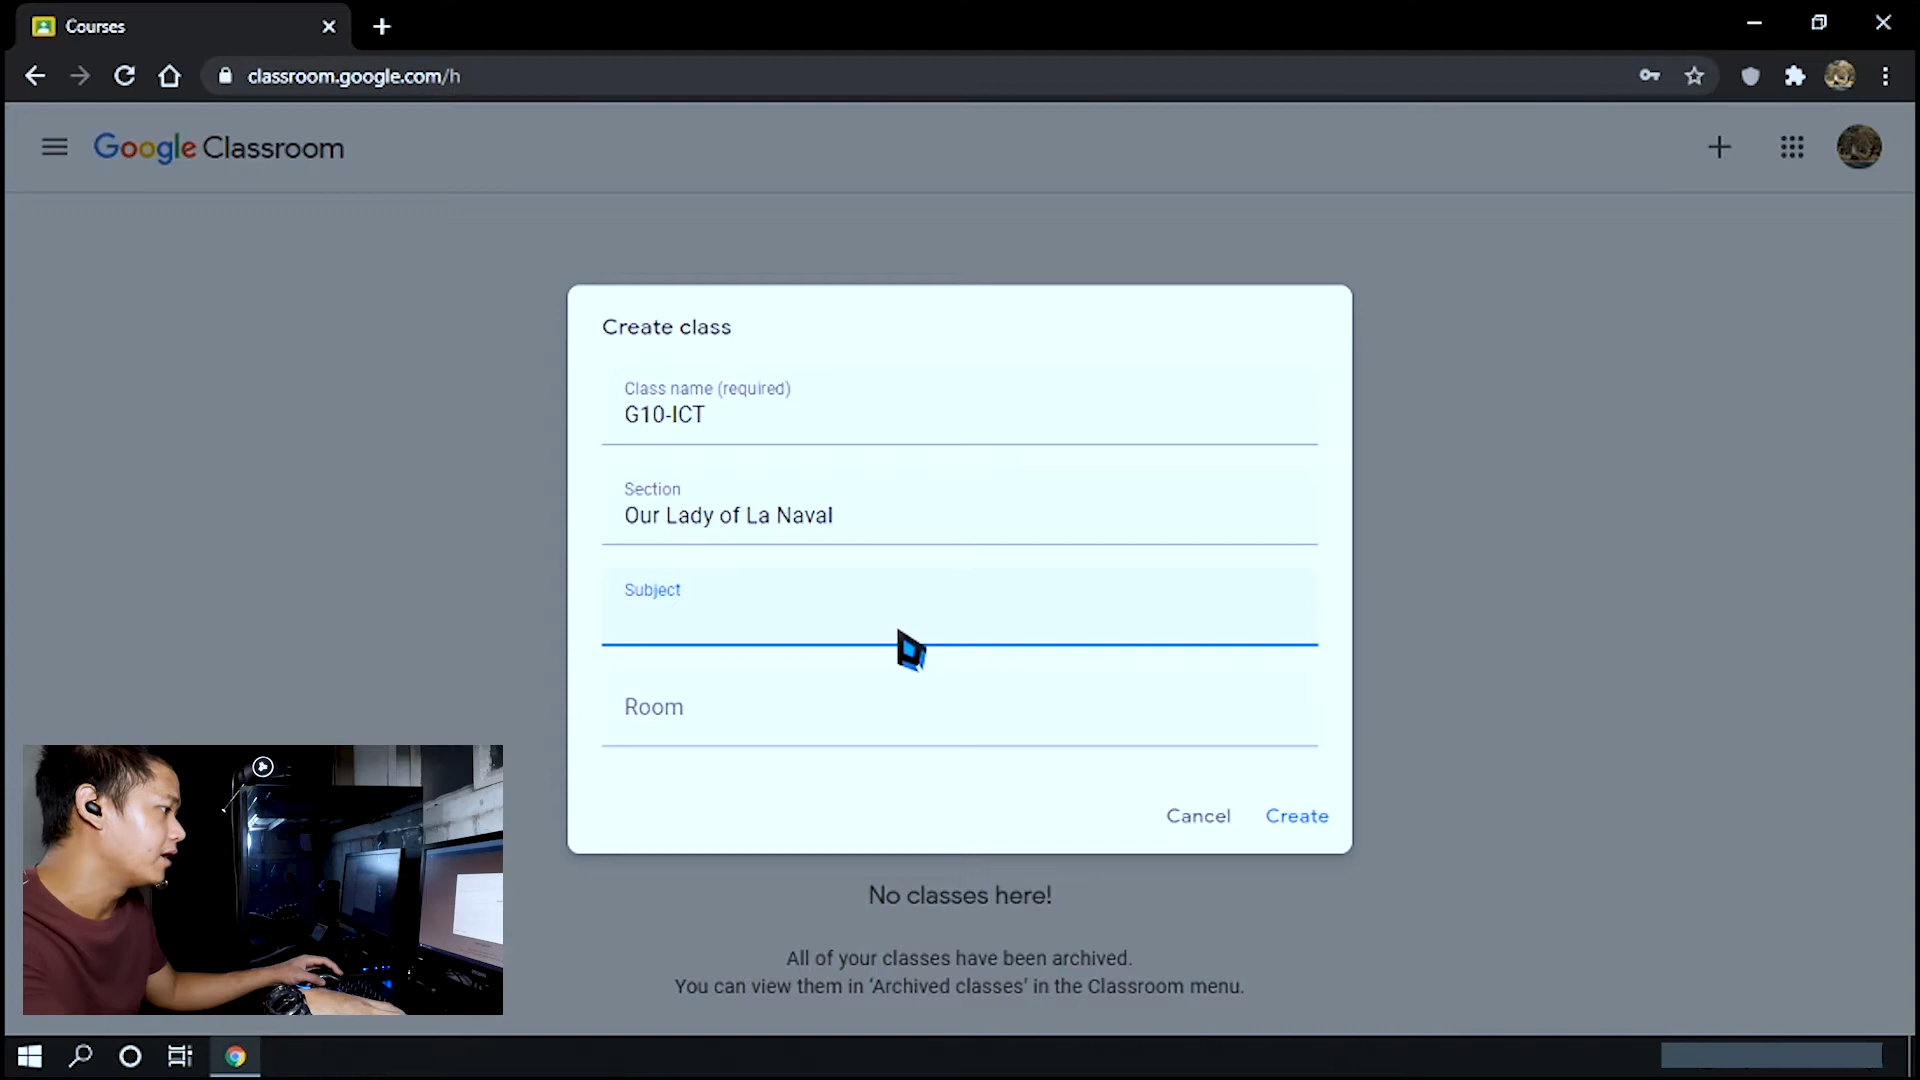 Courses
classroom.google.com/h
Google Classroom
Create class
Class name (required)
G10-ICT
Section
Our Lady of La Naval
Subject
Room
Cancel
Create
No classes here!
All of your classes have been archived.
You can view them in ‘Archived classes’ in the Classroom menu.